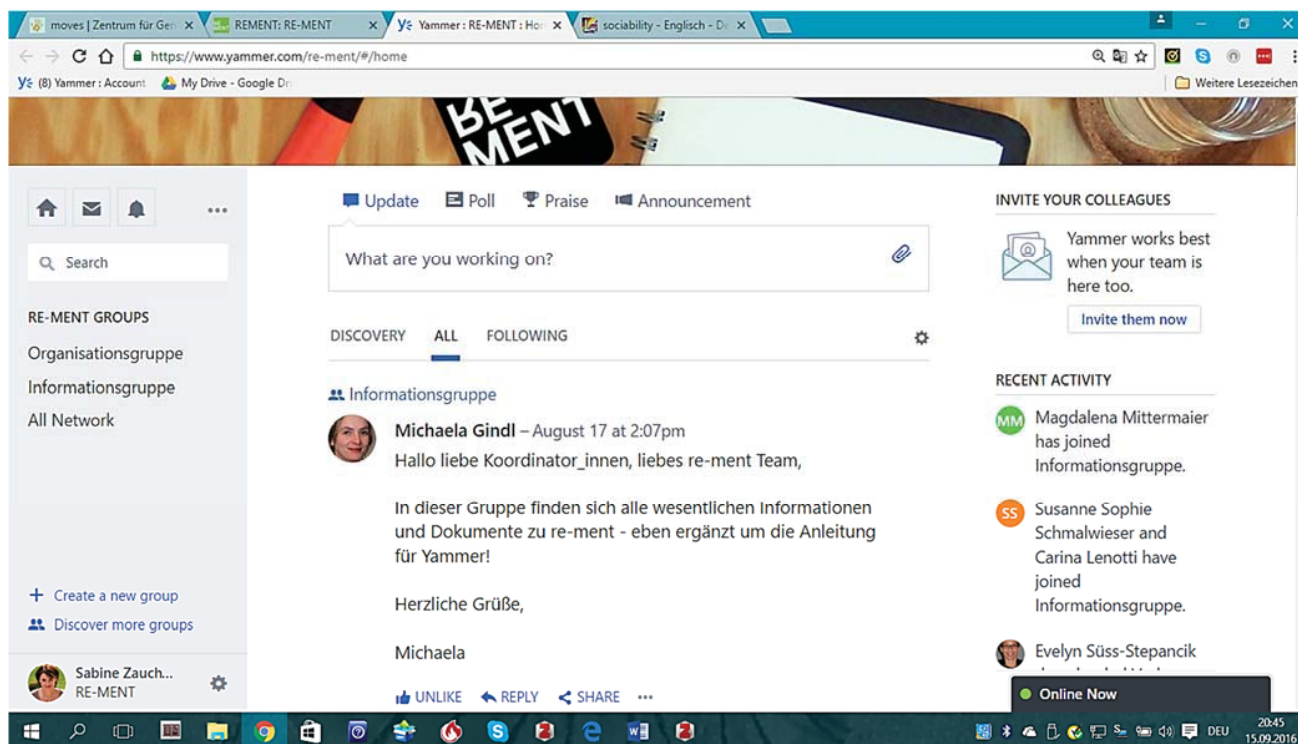 moves | Zentrum für Gen
REMENT: RE-MENT
Yammer : RE-MENT : Hon
sociability - Englisch - De
https://www.yammer.com/re-ment/#/home
(8) Yammer : Account
My Drive - Google Dri
Weitere Lesezeichen
RE-MENT
Update
Poll
Praise
Announcement
What are you working on?
DISCOVERY
ALL
FOLLOWING
Search
RE-MENT GROUPS
Organisationsgruppe
Informationsgruppe
All Network
+ Create a new group
Discover more groups
Sabine Zauch...
RE-MENT
Informationsgruppe
Michaela Gindl – August 17 at 2:07pm
Hallo liebe Koordinator_innen, liebes re-ment Team,
In dieser Gruppe finden sich alle wesentlichen Informationen
und Dokumente zu re-ment - eben ergänzt um die Anleitung
für Yammer!
Herzliche Grüße,
Michaela
UNLIKE
REPLY
SHARE
INVITE YOUR COLLEAGUES
Yammer works best
when your team is
here too.
Invite them now
RECENT ACTIVITY
MM
Magdalena Mittermaier
has joined
Informationsgruppe.
SS
Susanne Sophie
Schmalwieser and
Carina Lenotti have
joined
Informationsgruppe.
Evelyn Süss-Stepancik
Online Now
DEU
20:45
15.09.2016